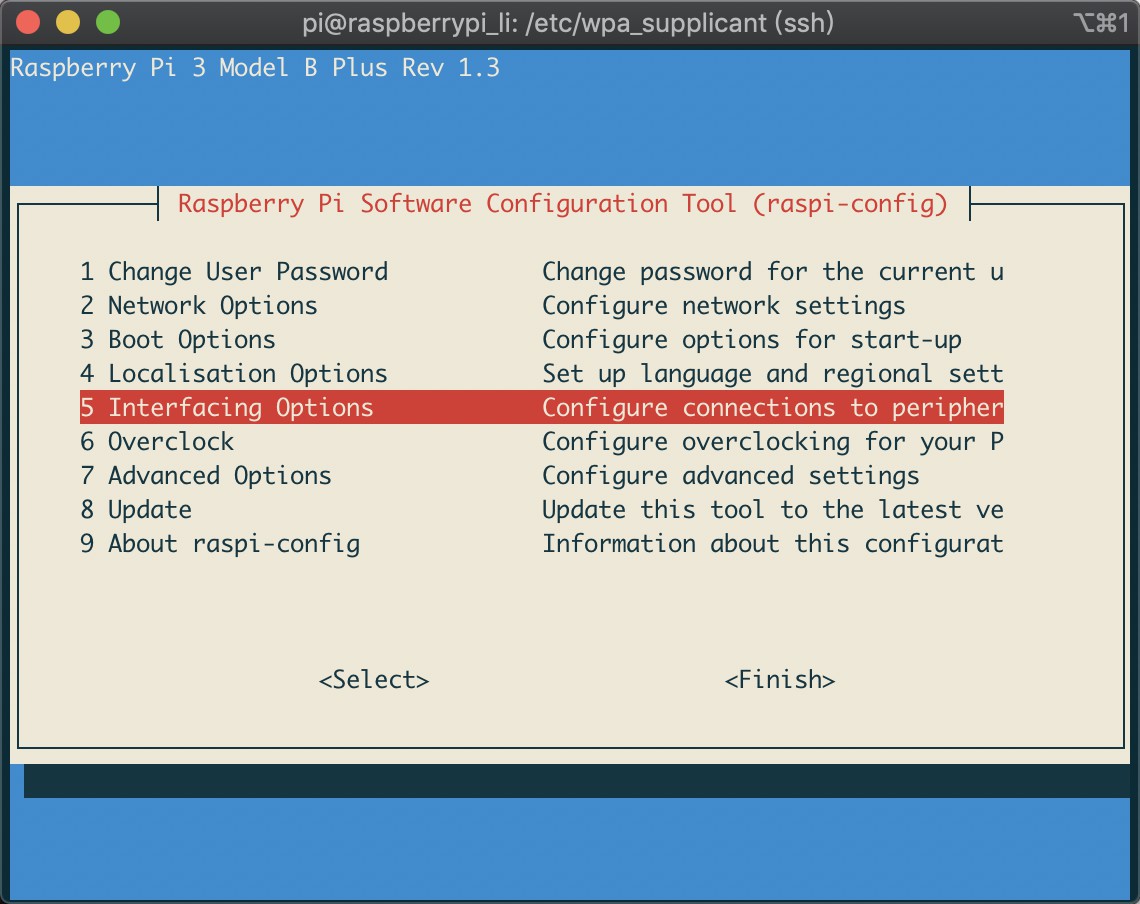 pi@raspberrypi_li: /etc/wpa_supplicant (ssh) ⌥⌘1
Raspberry Pi 3 Model B Plus Rev 1.3
Raspberry Pi Software Configuration Tool (raspi-config)
1 Change User Password Change password for the current u
2 Network Options Configure network settings
3 Boot Options Configure options for start-up
4 Localisation Options Set up language and regional sett
5 Interfacing Options Configure connections to peripher
6 Overclock Configure overclocking for your P
7 Advanced Options Configure advanced settings
8 Update Update this tool to the latest ve
9 About raspi-config Information about this configurat
<Select> <Finish>